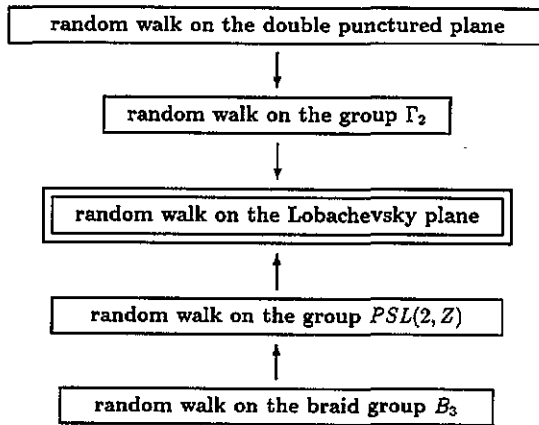 random walk on the double punctured plane
random walk on the group Γ₂
random walk on the Lobachevsky plane
random walk on the group PSL(2, Z)
random walk on the braid group B₃